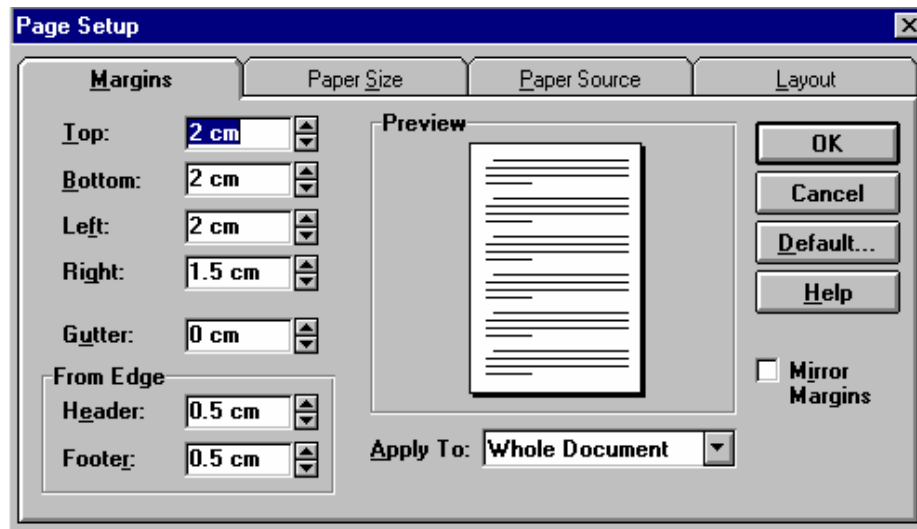 Page Setup
Margins Paper Size Paper Source Layout
Top: 2 cm
Bottom: 2 cm
Left: 2 cm
Right: 1.5 cm
Gutter: 0 cm
From Edge
Header: 0.5 cm
Footer: 0.5 cm
Preview
Apply To: Whole Document
OK
Cancel
Default...
Help
Mirror
Margins